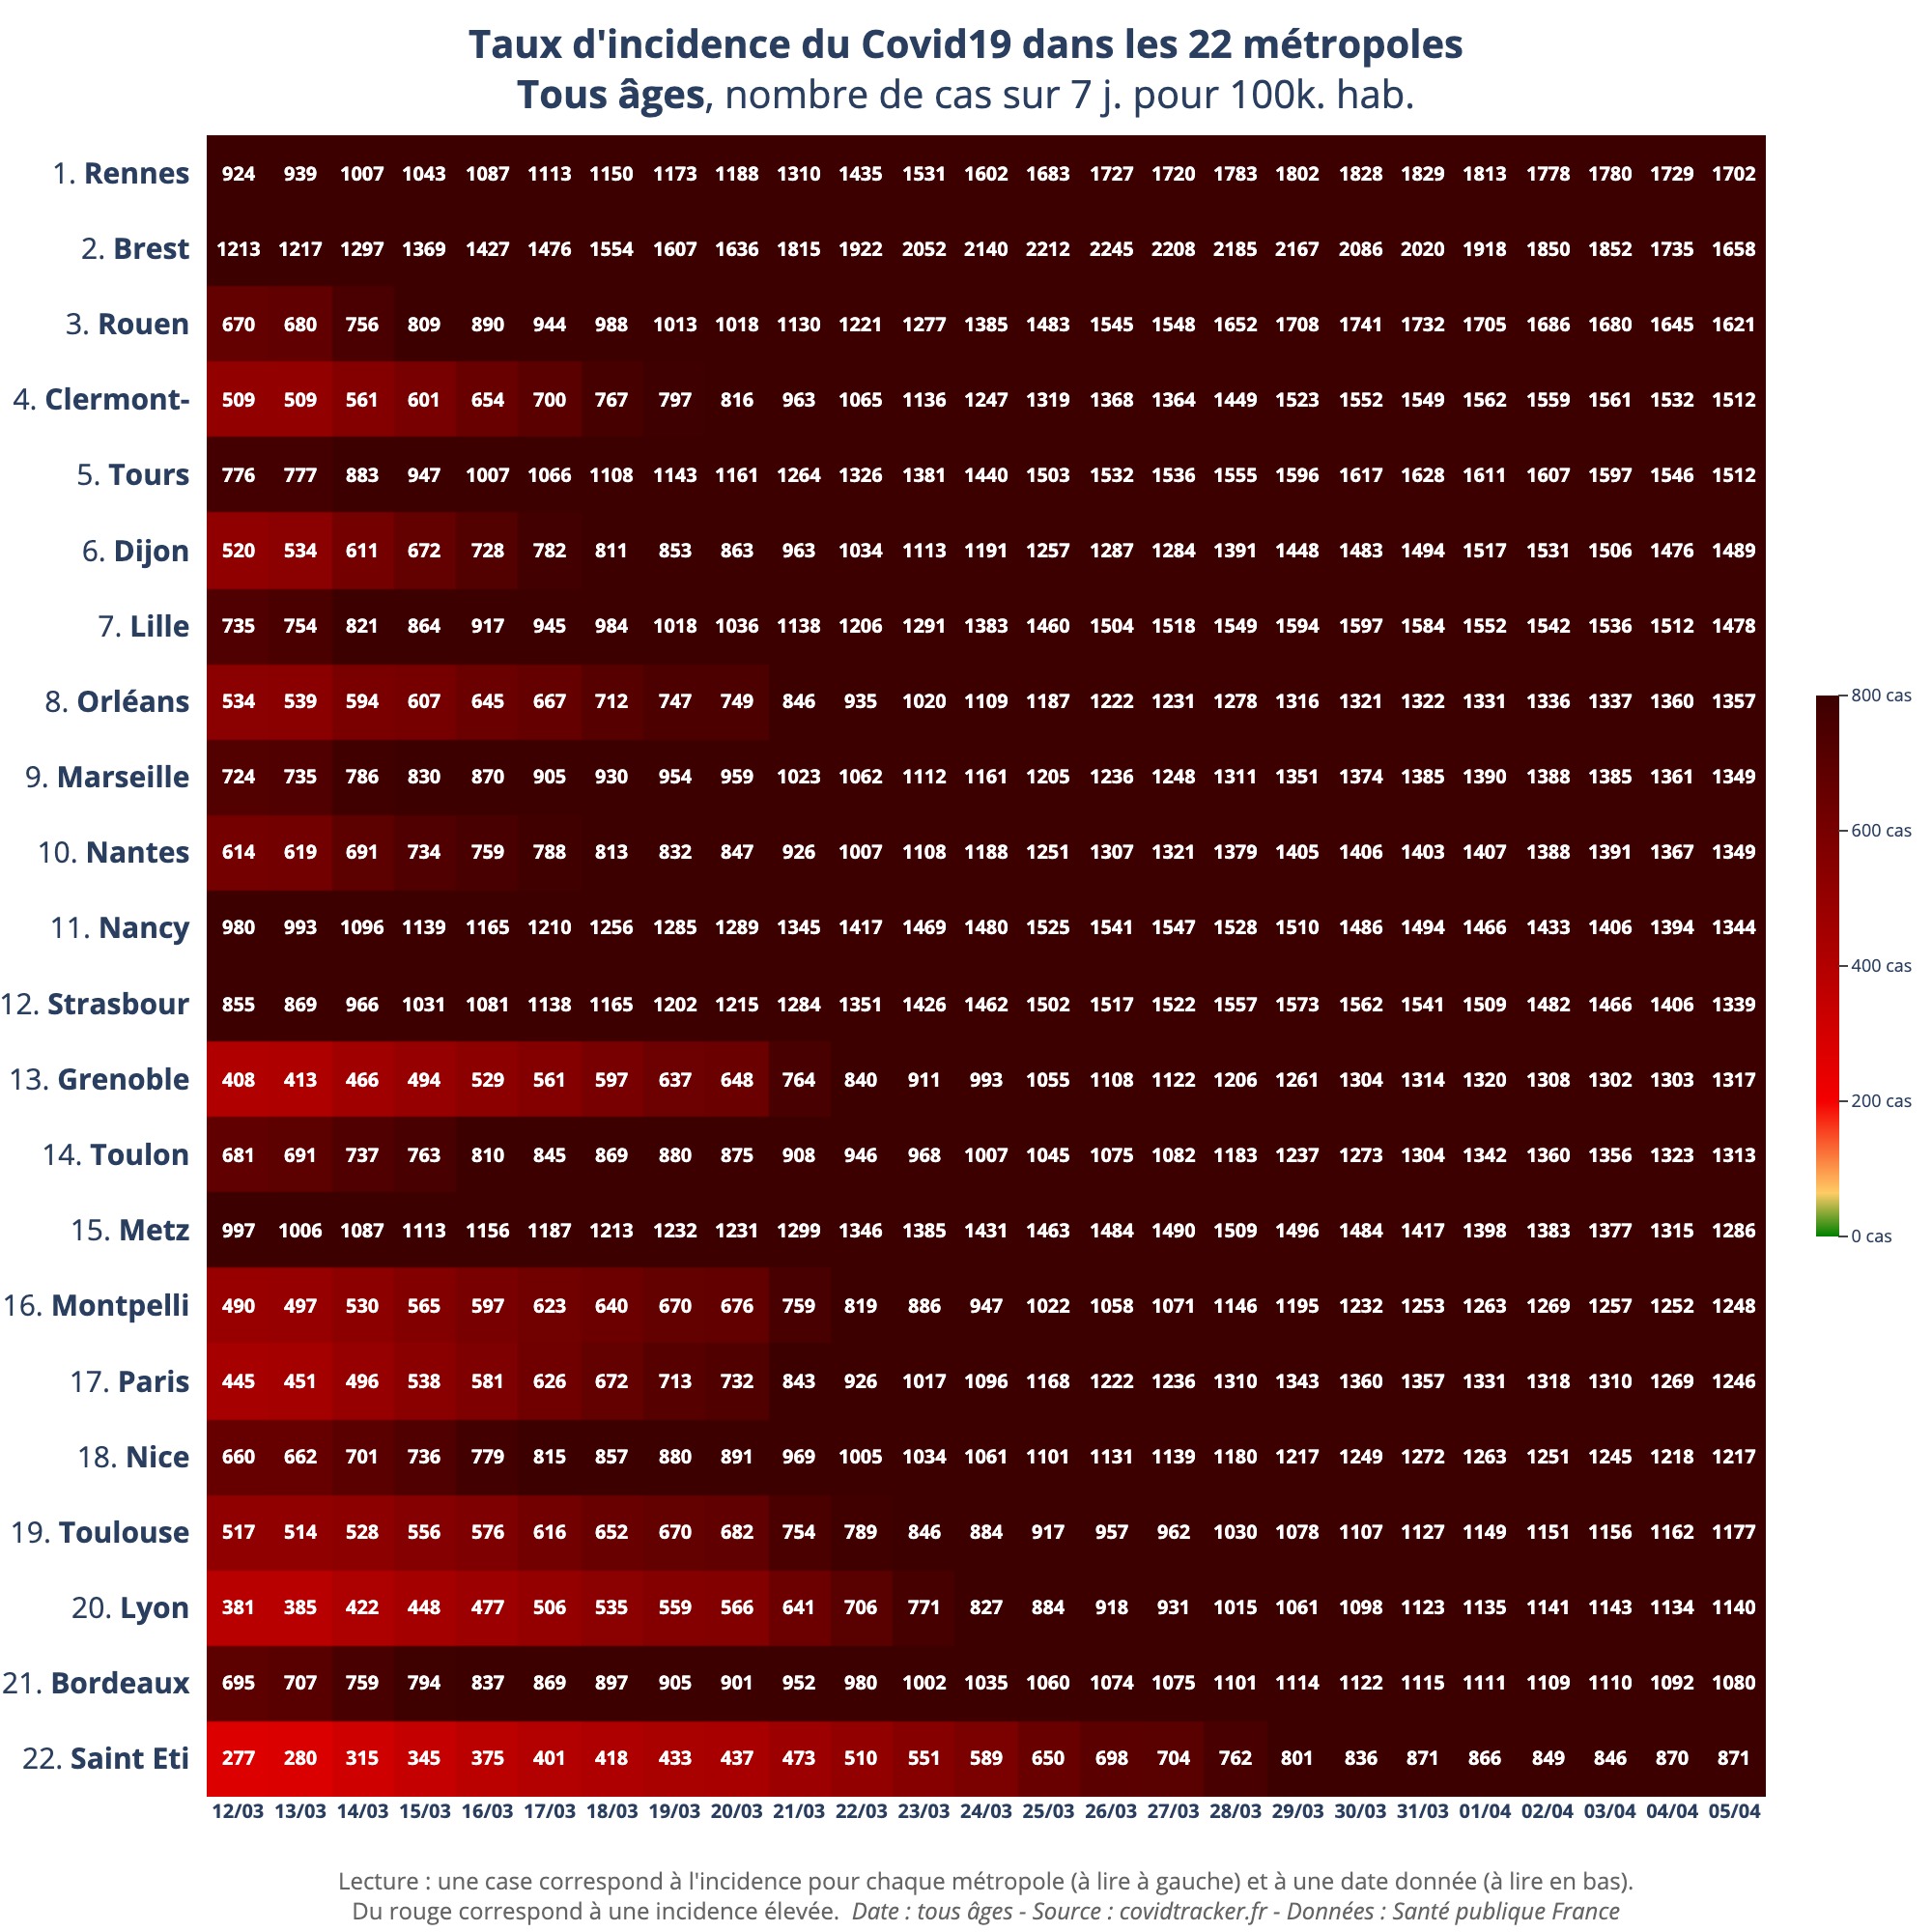 Taux d'incidence du Covid19 dans les 22 métropoles
Tous âges, nombre de cas sur 7 j. pour 100k. hab.
1. Rennes 924 939 1007 1043 1087 1113 1150 1173 1188 1310 1435 1531 1602 1683 1727 1720 1783 1802 1828 1829 1813 1778 1780 1729 1702
2. Brest 1213 1217 1297 1369 1427 1476 1554 1607 1636 1815 1922 2052 2140 2212 2245 2208 2185 2167 2086 2020 1918 1850 1852 1735 1658
3. Rouen 670 680 756 809 890 944 988 1013 1018 1130 1221 1277 1385 1483 1545 1548 1652 1708 1741 1732 1705 1686 1680 1645 1621
4. Clermont- 509 509 561 601 654 700 767 797 816 963 1065 1136 1247 1319 1368 1364 1449 1523 1552 1549 1562 1559 1561 1532 1512
5. Tours 776 777 883 947 1007 1066 1108 1143 1161 1264 1326 1381 1440 1503 1532 1536 1555 1596 1617 1628 1611 1607 1597 1546 1512
6. Dijon 520 534 611 672 728 782 811 853 863 963 1034 1113 1191 1257 1287 1284 1391 1448 1483 1494 1517 1531 1506 1476 1489
7. Lille 735 754 821 864 917 945 984 1018 1036 1138 1206 1291 1383 1460 1504 1518 1549 1594 1597 1584 1552 1542 1536 1512 1478
8. Orléans 534 539 594 607 645 667 712 747 749 846 935 1020 1109 1187 1222 1231 1278 1316 1321 1322 1331 1336 1337 1360 1357
9. Marseille 724 735 786 830 870 905 930 954 959 1023 1062 1112 1161 1205 1236 1248 1311 1351 1374 1385 1390 1388 1385 1361 1349
10. Nantes 614 619 691 734 759 788 813 832 847 926 1007 1108 1188 1251 1307 1321 1379 1405 1406 1403 1407 1388 1391 1367 1349
11. Nancy 980 993 1096 1139 1165 1210 1256 1285 1289 1345 1417 1469 1480 1525 1541 1547 1528 1510 1486 1494 1466 1433 1406 1394 1344
12. Strasbour 855 869 966 1031 1081 1138 1165 1202 1215 1284 1351 1426 1462 1502 1517 1522 1557 1573 1562 1541 1509 1482 1466 1406 1339
13. Grenoble 408 413 466 494 529 561 597 637 648 764 840 911 993 1055 1108 1122 1206 1261 1304 1314 1320 1308 1302 1303 1317
14. Toulon 681 691 737 763 810 845 869 880 875 908 946 968 1007 1045 1075 1082 1183 1237 1273 1304 1342 1360 1356 1323 1313
15. Metz 997 1006 1087 1113 1156 1187 1213 1232 1231 1299 1346 1385 1431 1463 1484 1490 1509 1496 1484 1417 1398 1383 1377 1315 1286
16. Montpelli 490 497 530 565 597 623 640 670 676 759 819 886 947 1022 1058 1071 1146 1195 1232 1253 1263 1269 1257 1252 1248
17. Paris 445 451 496 538 581 626 672 713 732 843 926 1017 1096 1168 1222 1236 1310 1343 1360 1357 1331 1318 1310 1269 1246
18. Nice 660 662 701 736 779 815 857 880 891 969 1005 1034 1061 1101 1131 1139 1180 1217 1249 1272 1263 1251 1245 1218 1217
19. Toulouse 517 514 528 556 576 616 652 670 682 754 789 846 884 917 957 962 1030 1078 1107 1127 1149 1151 1156 1162 1177
20. Lyon 381 385 422 448 477 506 535 559 566 641 706 771 827 884 918 931 1015 1061 1098 1123 1135 1141 1143 1134 1140
21. Bordeaux 695 707 759 794 837 869 897 905 901 952 980 1002 1035 1060 1074 1075 1101 1114 1122 1115 1111 1109 1110 1092 1080
22. Saint Eti 277 280 315 345 375 401 418 433 437 473 510 551 589 650 698 704 762 801 836 871 866 849 846 870 871
12/03 13/03 14/03 15/03 16/03 17/03 18/03 19/03 20/03 21/03 22/03 23/03 24/03 25/03 26/03 27/03 28/03 29/03 30/03 31/03 01/04 02/04 03/04 04/04 05/04
800 cas
600 cas
400 cas
200 cas
0 cas
Lecture : une case correspond à l'incidence pour chaque métropole (à lire à gauche) et à une date donnée (à lire en bas).
Du rouge correspond à une incidence élevée. Date : tous âges - Source : covidtracker.fr - Données : Santé publique France